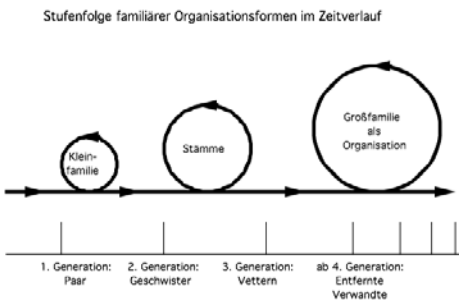 Stufenfolge familiärer Organisationsformen im Zeitverlauf
Klein-
familie
Stämme
Großfamilie
als
Organisation
1. Generation:
Paar
2. Generation:
Geschwister
3. Generation:
Vettern
ab 4. Generation:
Entfernte
Verwandte